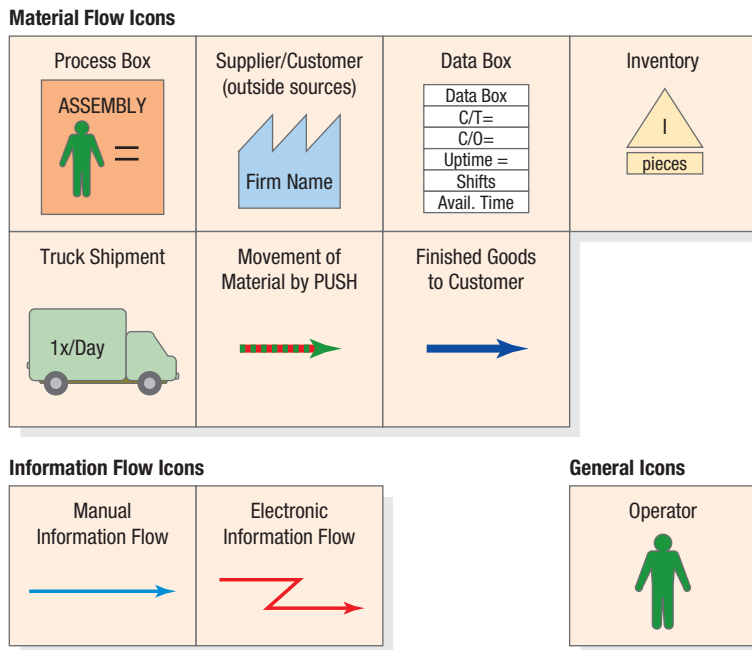 Material Flow Icons
Process Box
ASSEMBLY
=
Supplier/Customer
(outside sources)
Firm Name
Data Box
Data Box
C/T=
C/O=
Uptime =
Shifts
Avail. Time
Inventory
I
pieces
Truck Shipment
1x/Day
Movement of
Material by PUSH
Finished Goods
to Customer
Information Flow Icons
Manual
Information Flow
Electronic
Information Flow
General Icons
Operator